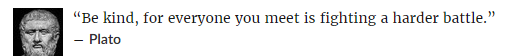 “Be kind, for everyone you meet is fighting a harder battle.”
― Plato